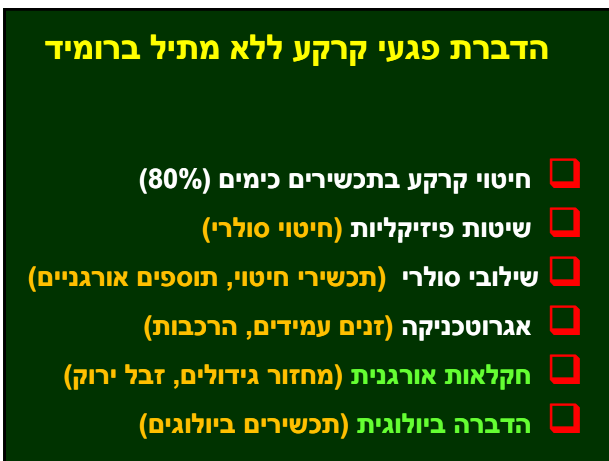 הדברת פגעי קרקע ללא מתיל ברומיד
חיטוי קרקע בתכשירים כימים (80%)
שיטות פיזיקליות (חיטוי סולרי)
שילובי סולרי (תכשירי חיטוי, תוספים אורגניים)
אגרוטכניקה (זנים עמידים, הרכבות)
חקלאות אורגנית (מחזור גידולים, זבל ירוק)
הדברה ביולוגית (תכשירים ביולוגים)